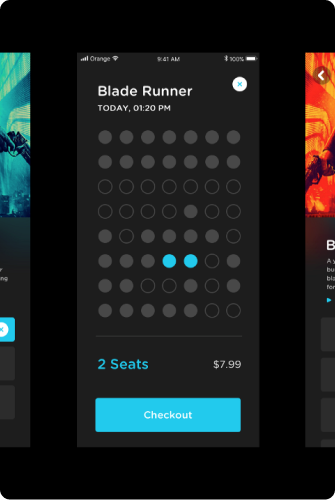 Orange
9:41 AM
100%
Blade Runner
TODAY, 01:20 PM
2 Seats
$7.99
Checkout